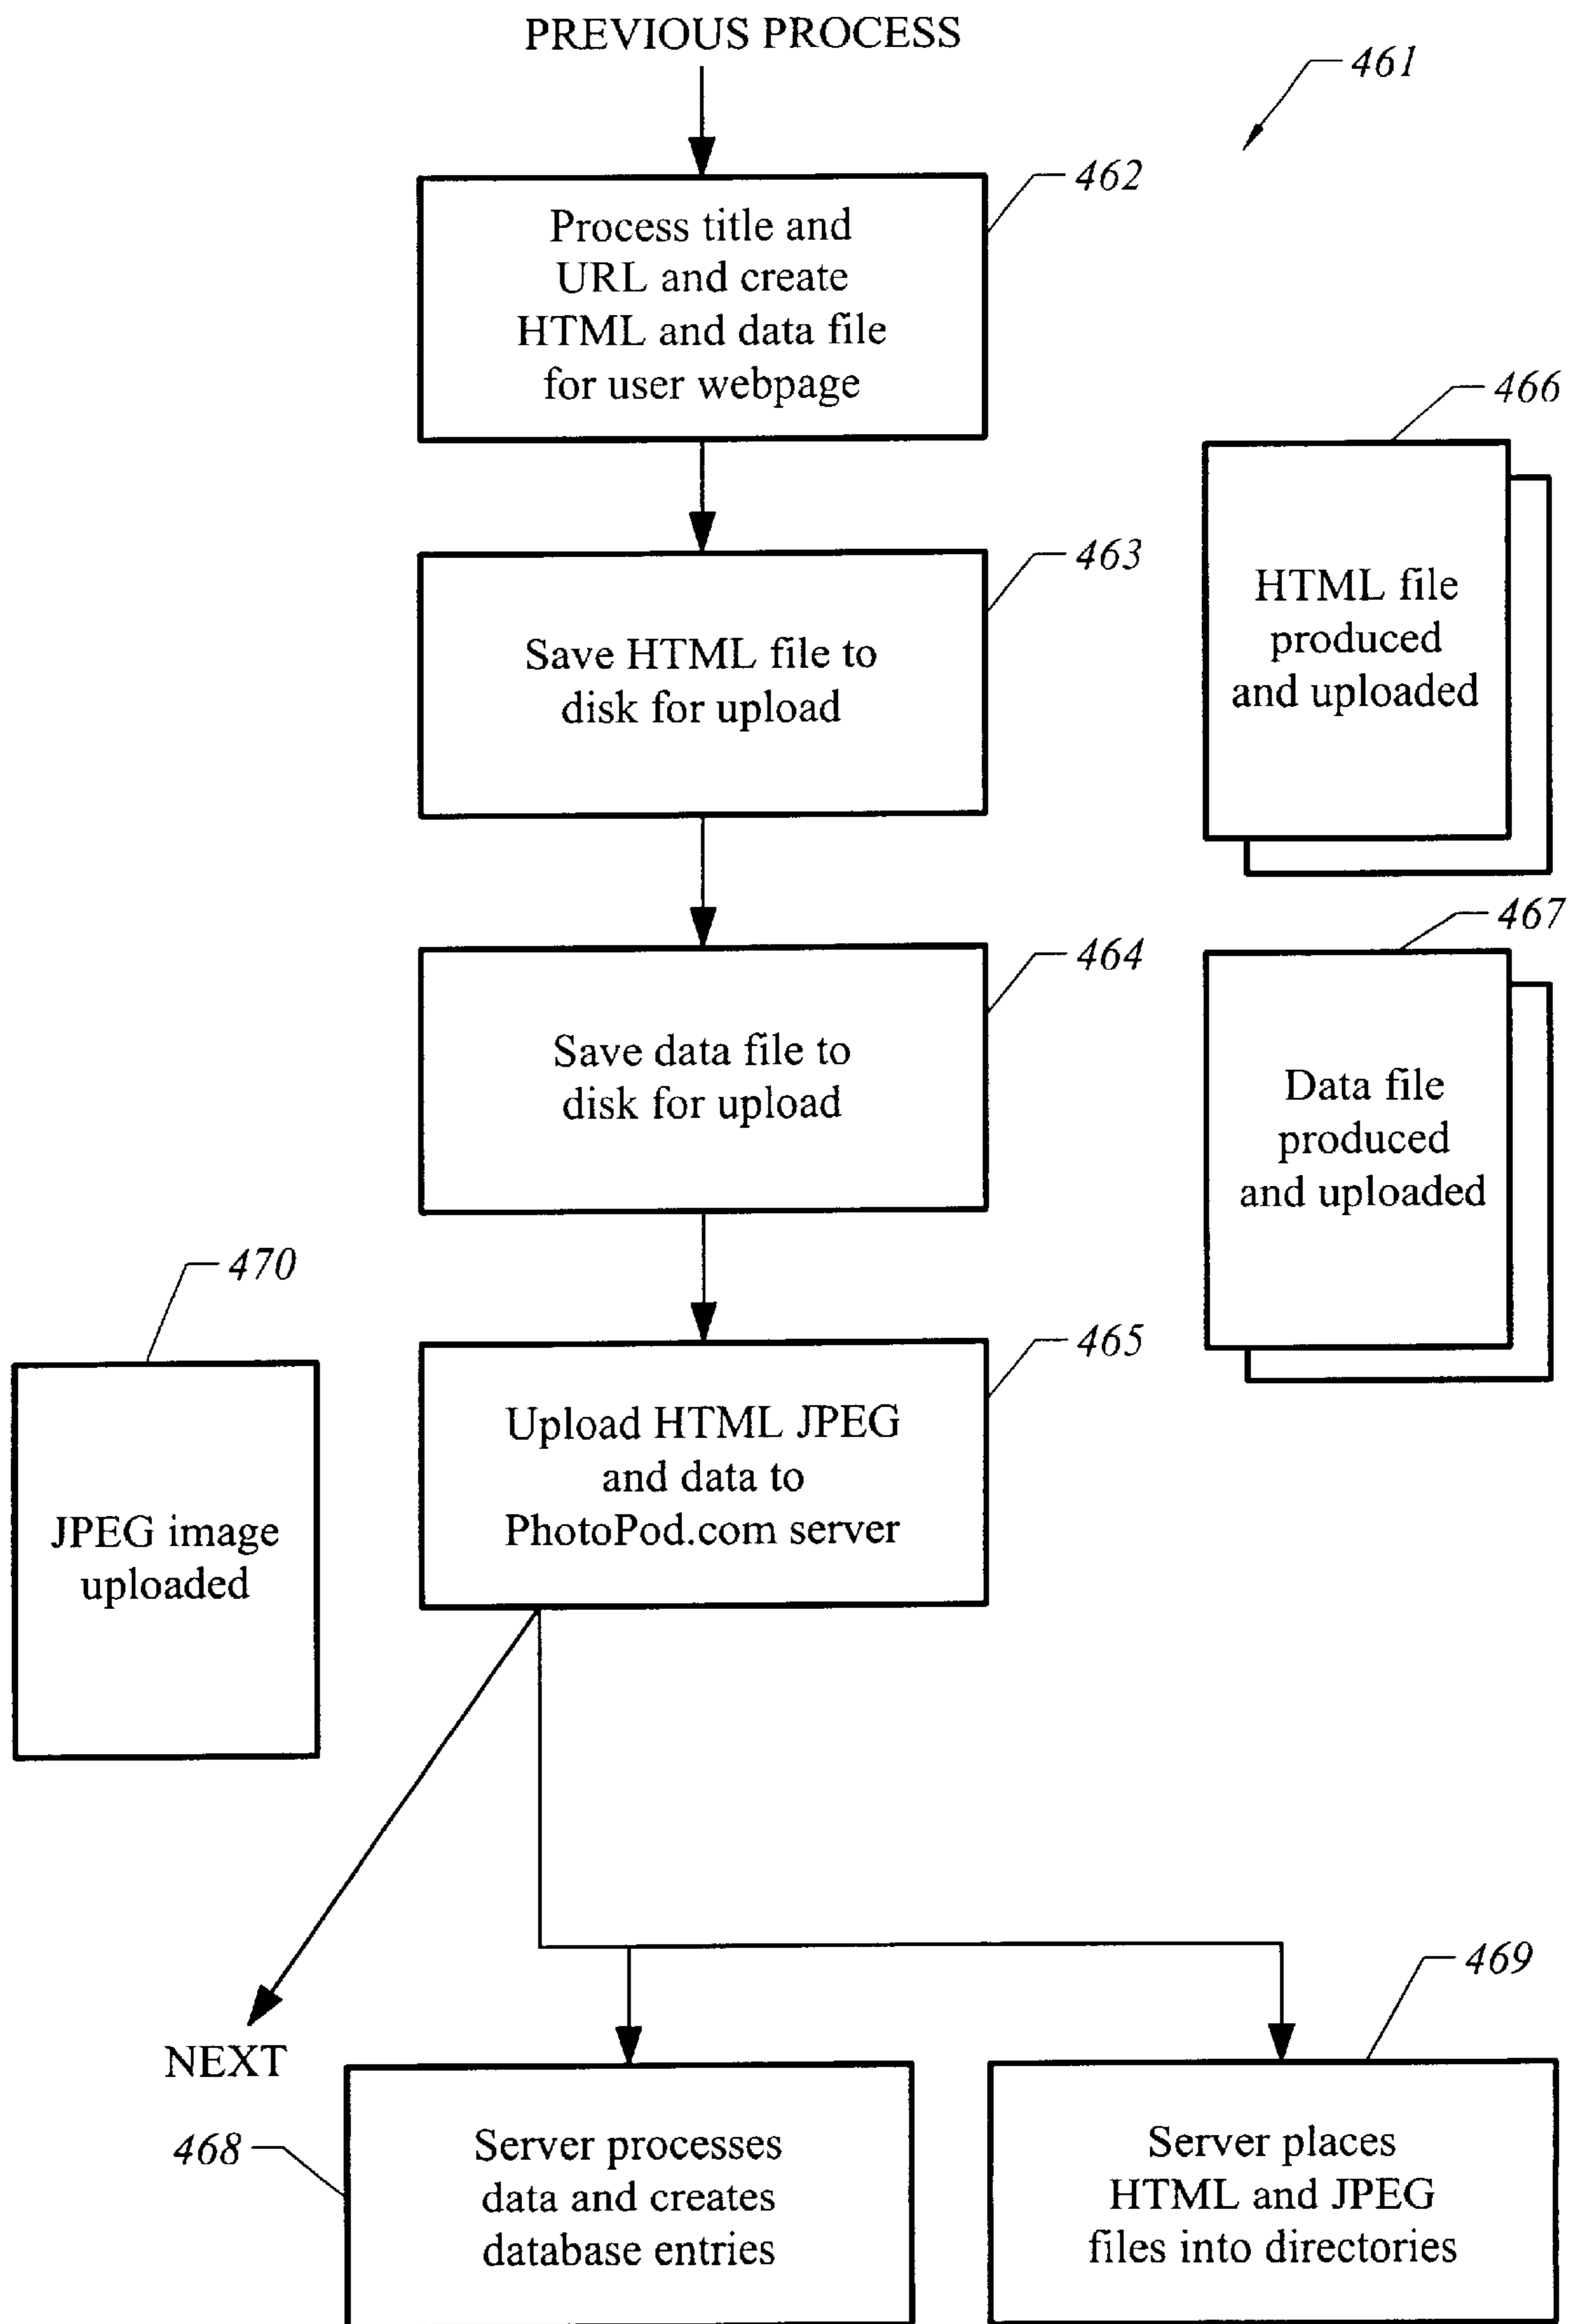 PREVIOUS PROCESS
461
462
Process title and
URL and create
HTML and data file
for user webpage
466
HTML file
produced
and uploaded
463
Save HTML file to
disk for upload
467
Data file
produced
and uploaded
464
Save data file to
disk for upload
470
JPEG image
uploaded
465
Upload HTML JPEG
and data to
PhotoPod.com server
NEXT
468
Server processes
data and creates
database entries
469
Server places
HTML and JPEG
files into directories